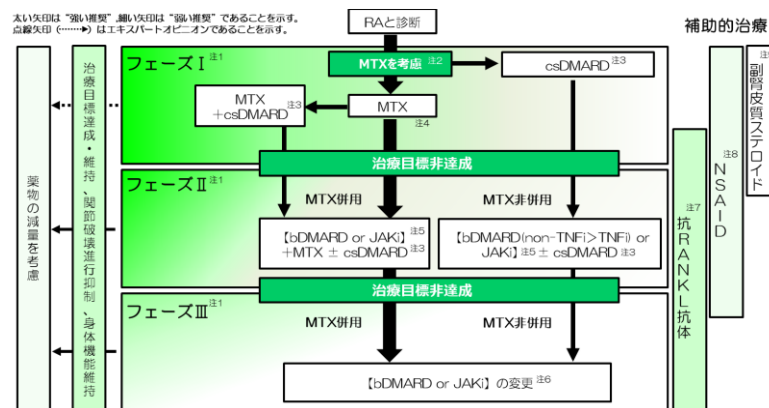 太い矢印は“強い推奨”、細い矢印は“弱い推奨”であることを示す。
点線矢印(┈┈▶)はエキスパートオピニオンであることを示す。
RAと診断
補助的治療
フェーズⅠ 注1
MTXを考慮 注2
csDMARD 注3
MTX
+csDMARD 注3
MTX
注4
治療目標非達成
フェーズⅡ 注1
MTX併用
MTX非併用
【bDMARD or JAKi】注5
+MTX ± csDMARD 注3
【bDMARD(non-TNFi>TNFi) or
JAKi】注5 ± csDMARD 注3
治療目標非達成
フェーズⅢ 注1
MTX併用
MTX非併用
【bDMARD or JAKi】の変更 注6
薬物の減量を考慮
治療目標達成・維持、関節破壊進行抑制、身体機能維持
注7
抗RANKL抗体
注8
NSAID
副腎皮質ステロイド